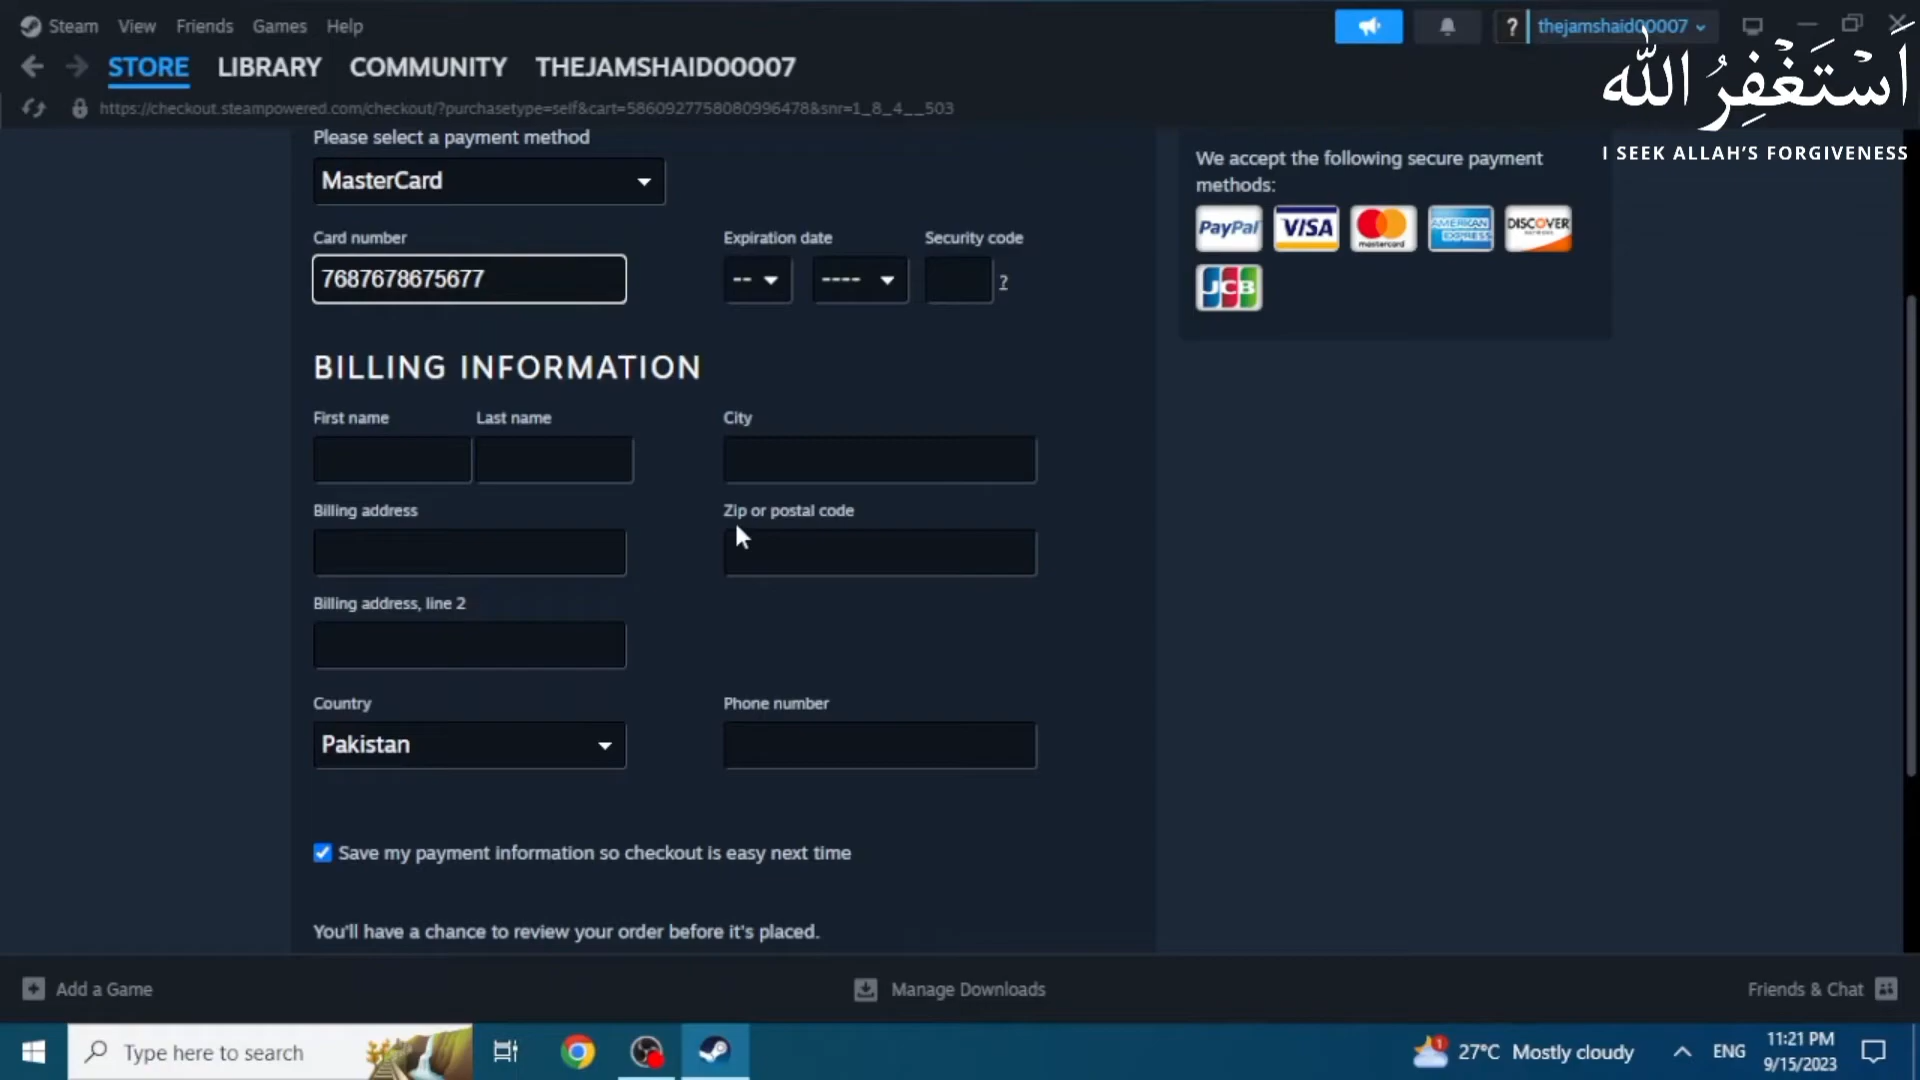 Steam View Friends Games Help
thejamshaid00007
STORE LIBRARY COMMUNITY THEJAMSHAID00007
https://checkout.steampowered.com/checkout/?purchasetype=self&cart=5860927758080996478&snr=1_8_4__503
أَسْتَغْفِرُ اللّٰه
I SEEK ALLAH'S FORGIVENESS
Please select a payment method
MasterCard
Card number
Expiration date
Security code
7687678675677
--
----
?
We accept the following secure payment
methods:
PayPal VISA mastercard AMERICAN EXPRESS DISCOVER
JCB
BILLING INFORMATION
First name Last name City
Billing address Zip or postal code
Billing address, line 2
Country Phone number
Pakistan
Save my payment information so checkout is easy next time
You'll have a chance to review your order before it's placed.
Add a Game Manage Downloads Friends & Chat
Type here to search
1
27°C Mostly cloudy
ENG
11:21 PM
9/15/2023